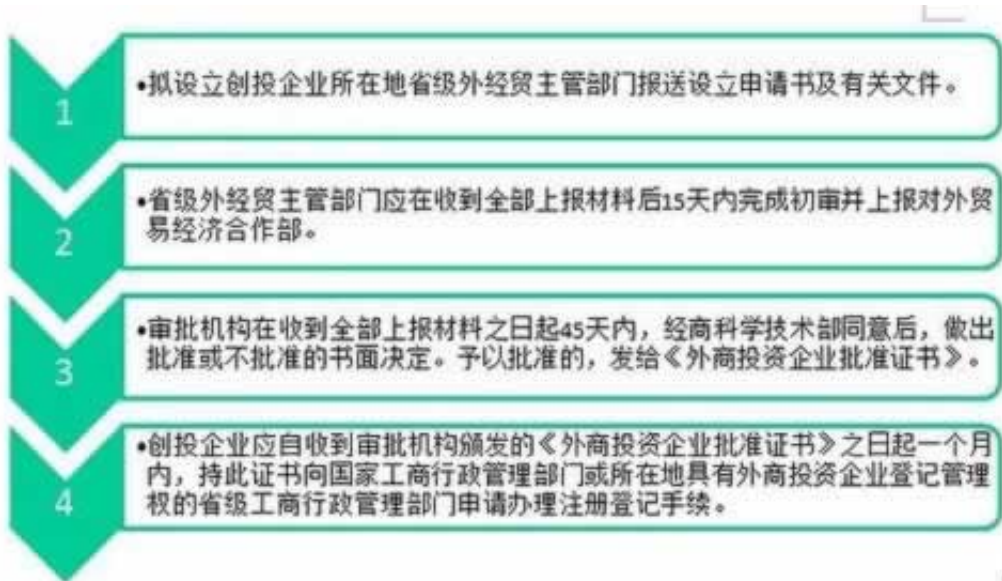 1
•拟设立创投企业所在地省级外经贸主管部门报送设立申请书及有关文件。
2
•省级外经贸主管部门应在收到全部上报材料后15天内完成初审并上报对外贸
易经济合作部。
3
•审批机构在收到全部上报材料之日起45天内，经商科学技术部同意后，做出
批准或不批准的书面决定。予以批准的，发给《外商投资企业批准证书》。
4
•创投企业应自收到审批机构颁发的《外商投资企业批准证书》之日起一个月
内，持此证书向国家工商行政管理部门或所在地具有外商投资企业登记管理
权的省级工商行政管理部门申请办理注册登记手续。